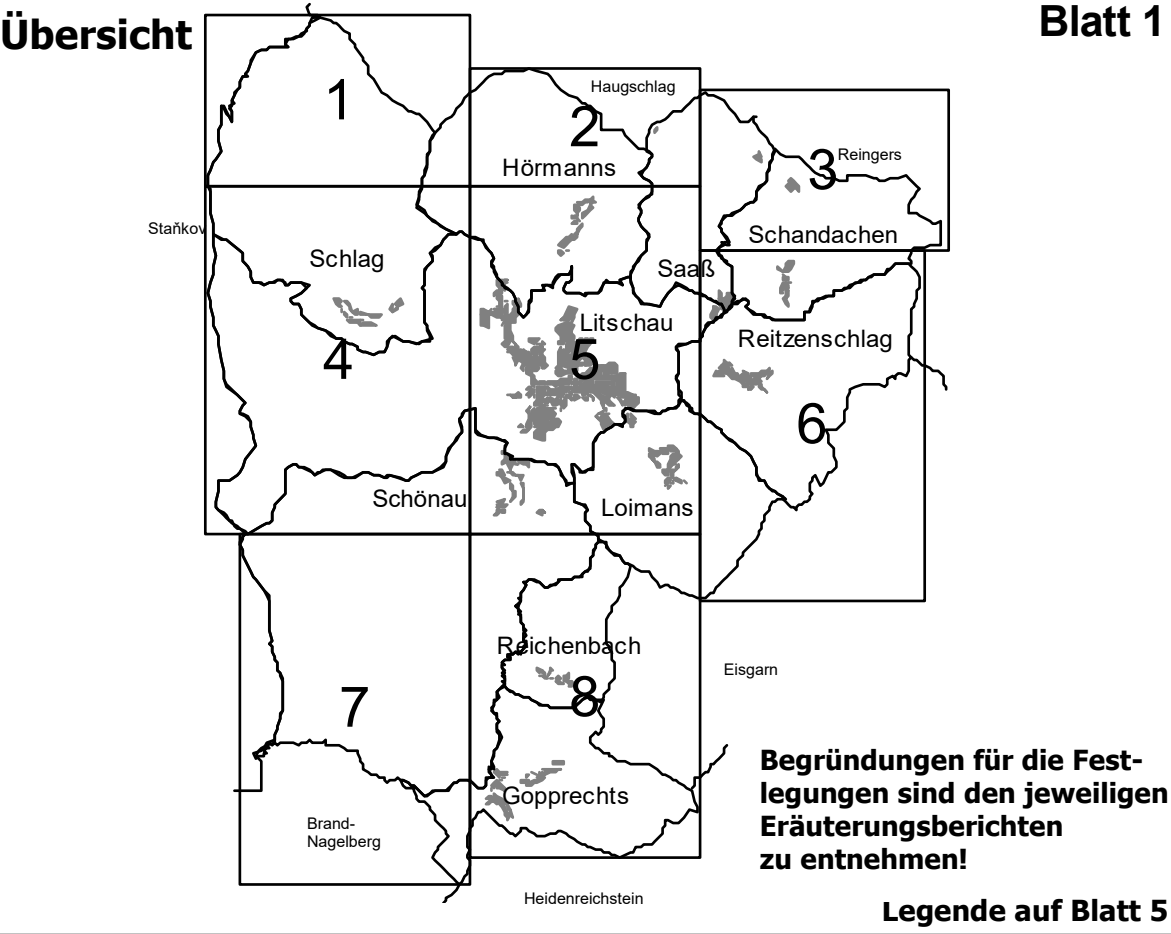 Übersicht
Blatt 1
1
Haugschlag
2
Hörmanns
3
Reingers
Staňkov
Schandachen
Schlag
Saaß
Litschau
Reitzenschlag
4
5
6
Schönau
Loimans
Reichenbach
Eisgarn
7
8
Gopprechts
Brand-
Nagelberg
Begründungen für die Fest-
legungen sind den jeweiligen
Eräuterungsberichten
zu entnehmen!
Heidenreichstein
Legende auf Blatt 5